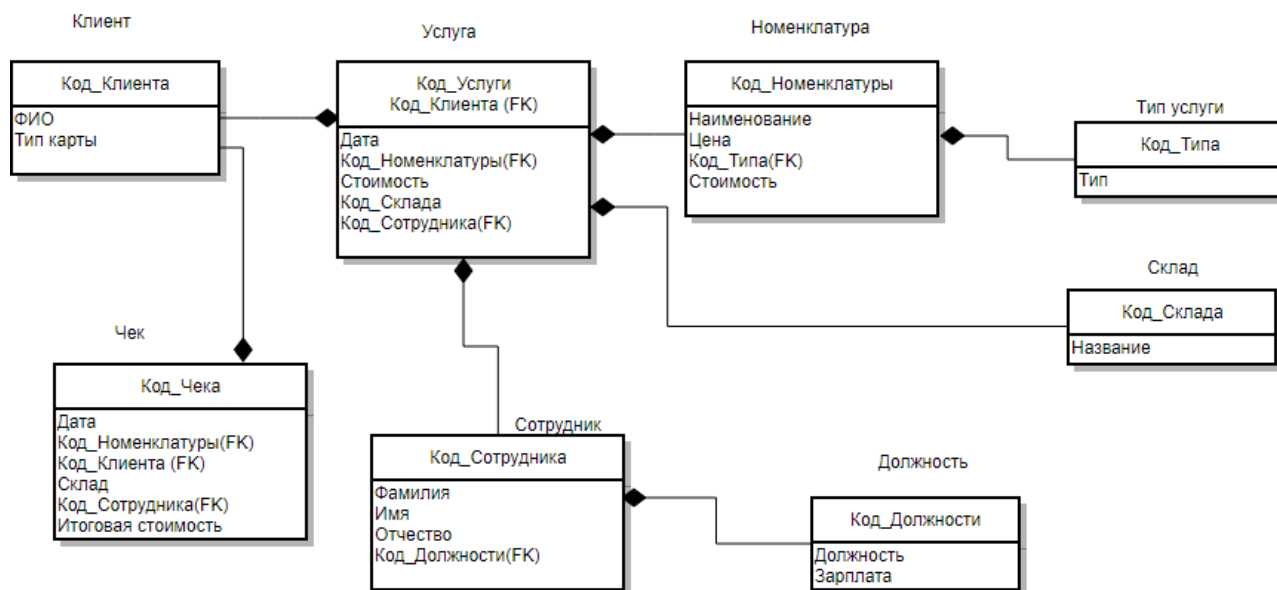 Клиент
Код_Клиента
ФИО
Тип карты
Услуга
Код_Услуги
Код_Клиента (FK)
Дата
Код_Номенклатуры(FK)
Стоимость
Код_Склада
Код_Сотрудника(FK)
Номенклатура
Код_Номенклатуры
Наименование
Цена
Код_Типа(FK)
Стоимость
Тип услуги
Код_Типа
Тип
Склад
Код_Склада
Название
Чек
Код_Чека
Дата
Код_Номенклатуры(FK)
Код_Клиента (FK)
Склад
Код_Сотрудника(FK)
Итоговая стоимость
Сотрудник
Код_Сотрудника
Фамилия
Имя
Отчество
Код_Должности(FK)
Должность
Код_Должности
Должность
Зарплата